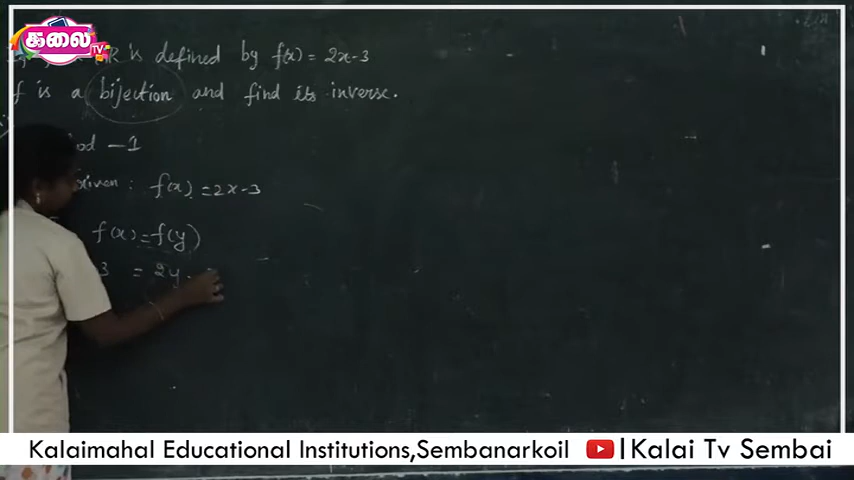 கலை TV
R is defined by f(x) = 2x-3
f is a bijection and find its inverse.
od -1
given : f(x) = 2x-3
f(x) = f(y)
3 = 2y -
Kalaimahal Educational Institutions,Sembanarkoil | Kalai Tv Sembai